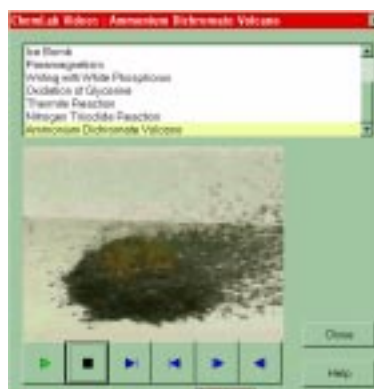 ChemLab Videos : Ammonium Dichromate Volcano
Ice Bomb
Paramagnetism
Writing with White Phosphorus
Oxidation of Glycerine
Thermite Reaction
Nitrogen Triiodide Reaction
Ammonium Dichromate Volcano
Close
Help